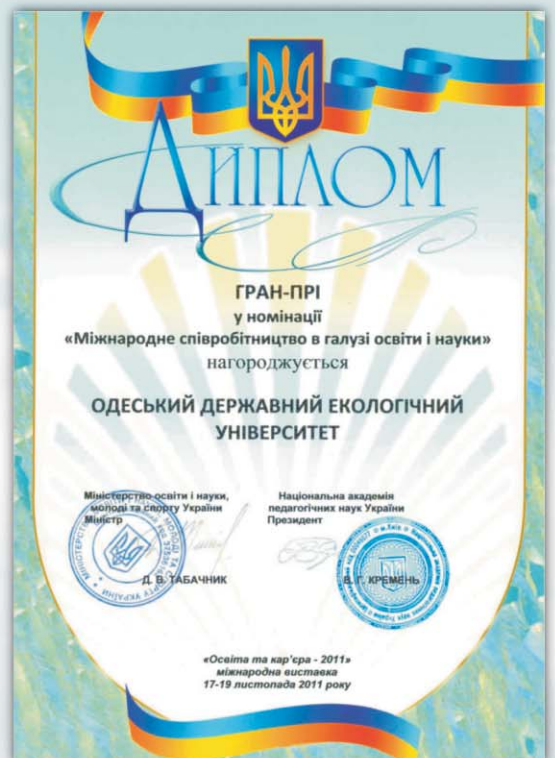 ДИПЛОМ
ГРАН-ПРІ
у номінації
«Міжнародне співробітництво в галузі освіти і науки»
нагороджується
ОДЕСЬКИЙ ДЕРЖАВНИЙ ЕКОЛОГІЧНИЙ
УНІВЕРСИТЕТ
Міністерство освіти і науки,
молоді та спорту України
Міністр
Д. В. ТАБАЧНИК
Національна академія
педагогічних наук України
Президент
В. Г. КРЕМЕНЬ
«Освіта та кар'єра - 2011»
міжнародна виставка
17-19 листопада 2011 року